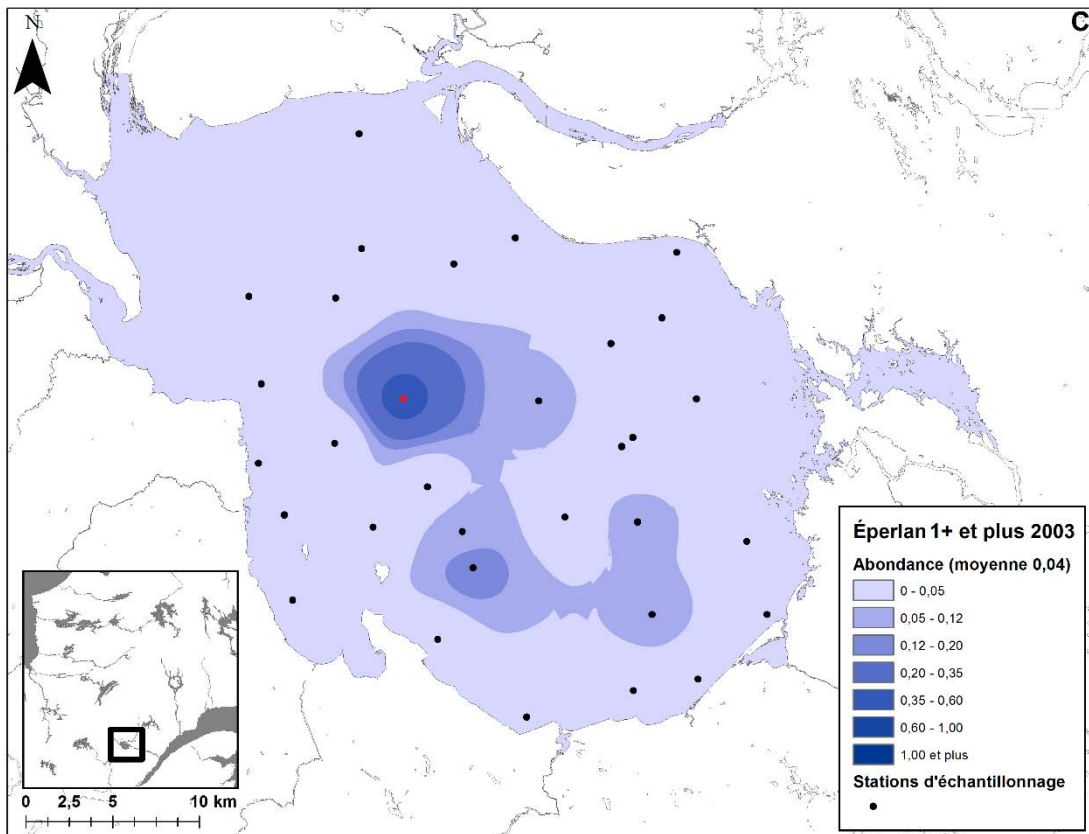 N
C
Éperlan 1+ et plus 2003
Abondance (moyenne 0,04)
0 - 0,05
0,05 - 0,12
0,12 - 0,20
0,20 - 0,35
0,35 - 0,60
0,60 - 1,00
1,00 et plus
Stations d'échantillonnage
0 2,5 5 10 km